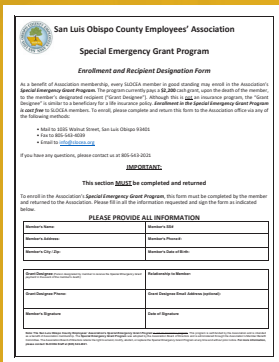 San Luis Obispo County Employees' Association
Special Emergency Grant Program
Enrollment and Recipient Designation Form
As a benefit of Association membership, every SLOCEA member in good standing may enroll in the Association's
Special Emergency Grant Program. The program currently pays a $1,200 cash grant, upon the death of the member,
to the member's designated recipient ("Grant Designee"). Although this is not an insurance program, the "Grant
Designee" is similar to a beneficiary for a life insurance policy. Enrollment in the Special Emergency Grant Program
is cost free to SLOCEA members. To enroll, please complete and return this form to the Association office via any of
the following methods:
• Mail to 1035 Walnut Street, San Luis Obispo 93401
• Fax to 805-543-4039
• Email to info@slocea.org
If you have any questions, please contact us at 805-543-2021
IMPORTANT:
This section MUST be completed and returned
To enroll in the Association's Special Emergency Grant Program, this form must be completed by the member
and returned to the Association. Please fill in all the information requested and sign the form as indicated
below.
PLEASE PROVIDE ALL INFORMATION
Member's Name
Member's SS#
Member's Address:
Member's Phone#:
Member's City / Zip:
Member's Date of Birth:
Grant Designee
Relationship to Member:
Grant Designee Phone:
Grant Designee Email Address (optional):
Member's Signature
Date of Signature